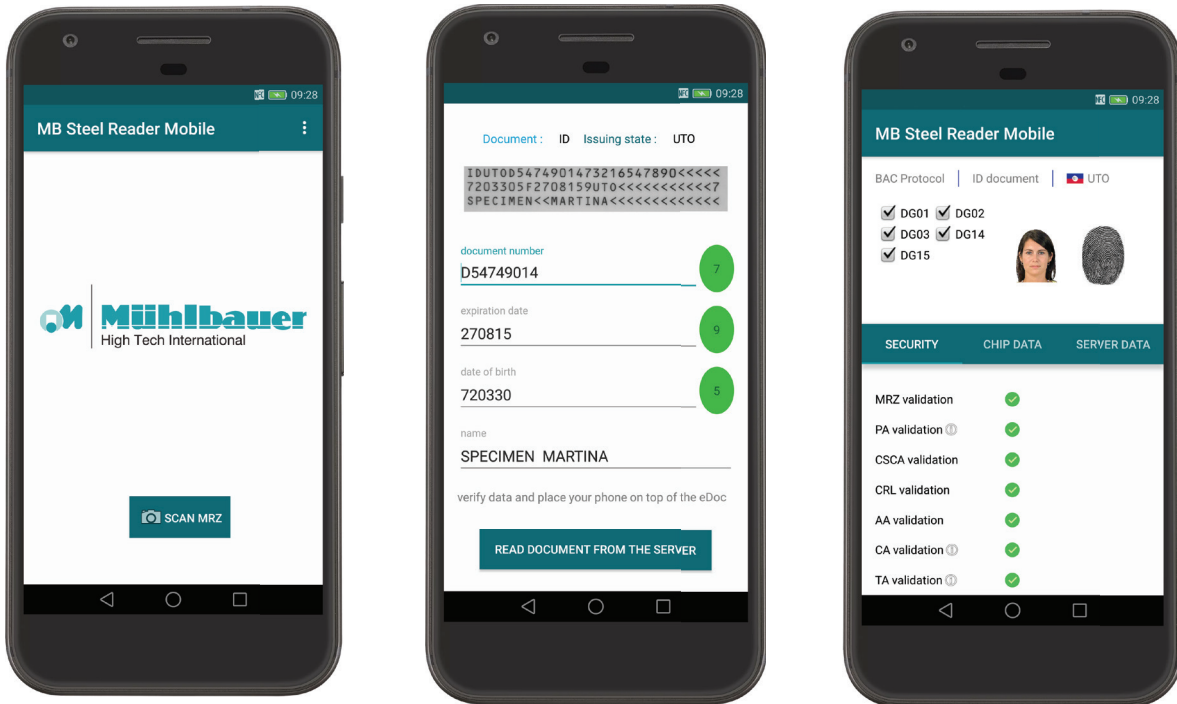 09:28
MB Steel Reader Mobile
Mühlbauer
High Tech International
SCAN MRZ
09:28
Document : ID Issuing state : UTO
IDUTOD5474901473216547890<<<<<
7203305F2708159UTO<<<<<<<<<<<7
SPECIMEN<<MARTINA<<<<<<<<<<<<<
document number
D54749014
7
expiration date
270815
9
date of birth
720330
5
name
SPECIMEN MARTINA
verify data and place your phone on top of the eDoc
READ DOCUMENT FROM THE SERVER
09:28
MB Steel Reader Mobile
BAC Protocol | ID document | UTO
DG01 DG02
DG03 DG14
DG15
SECURITY CHIP DATA SERVER DATA
MRZ validation
PA validation
CSCA validation
CRL validation
AA validation
CA validation
TA validation